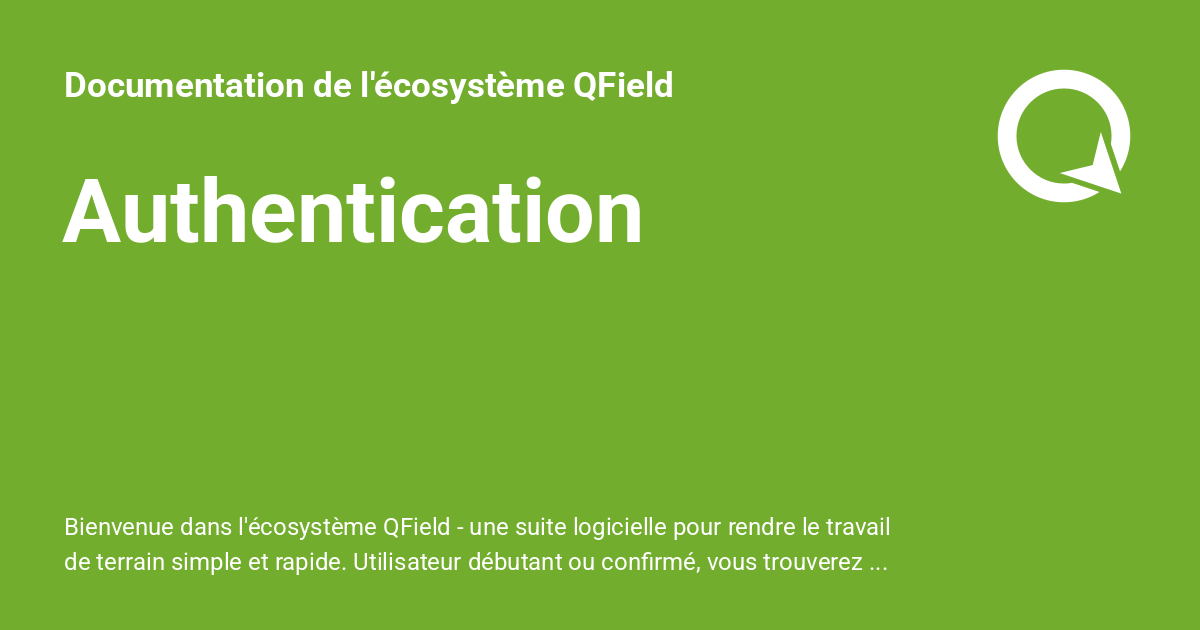 Documentation de l'écosystème QField
Authentication
Bienvenue dans l'écosystème QField - une suite logicielle pour rendre le travail
de terrain simple et rapide. Utilisateur débutant ou confirmé, vous trouverez ...